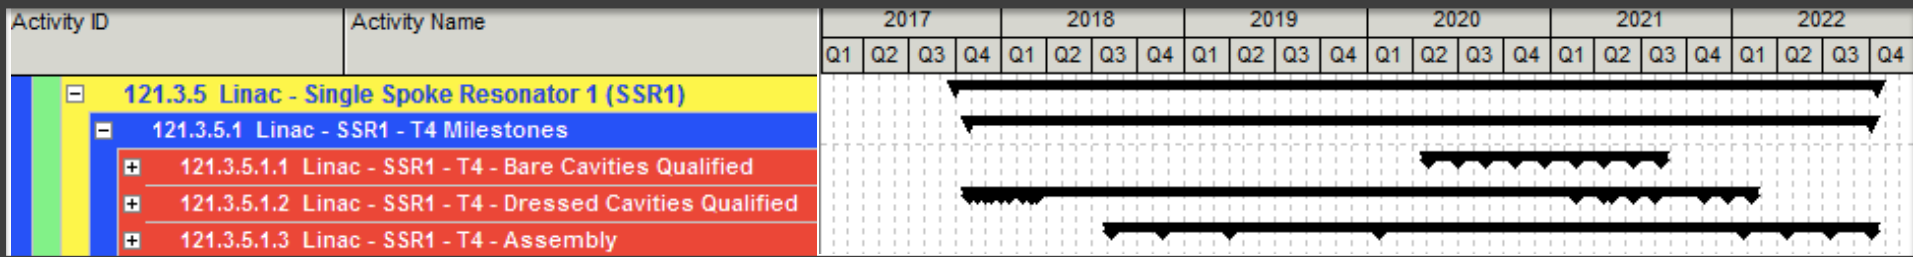 Activity ID Activity Name 2017 2018 2019 2020 2021 2022
Q1 Q2 Q3 Q4 Q1 Q2 Q3 Q4 Q1 Q2 Q3 Q4 Q1 Q2 Q3 Q4 Q1 Q2 Q3 Q4 Q1 Q2 Q3 Q4
121.3.5 Linac - Single Spoke Resonator 1 (SSR1)
121.3.5.1 Linac - SSR1 - T4 Milestones
121.3.5.1.1 Linac - SSR1 - T4 - Bare Cavities Qualified
121.3.5.1.2 Linac - SSR1 - T4 - Dressed Cavities Qualified
121.3.5.1.3 Linac - SSR1 - T4 - Assembly